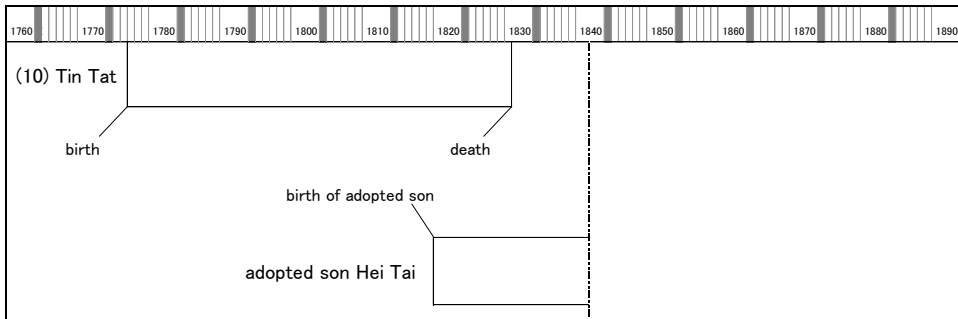 1760 1770 1780 1790 1800 1810 1820 1830 1840 1850 1860 1870 1880 1890
(10) Tin Tat
birth
death
birth of adopted son
adopted son Hei Tai